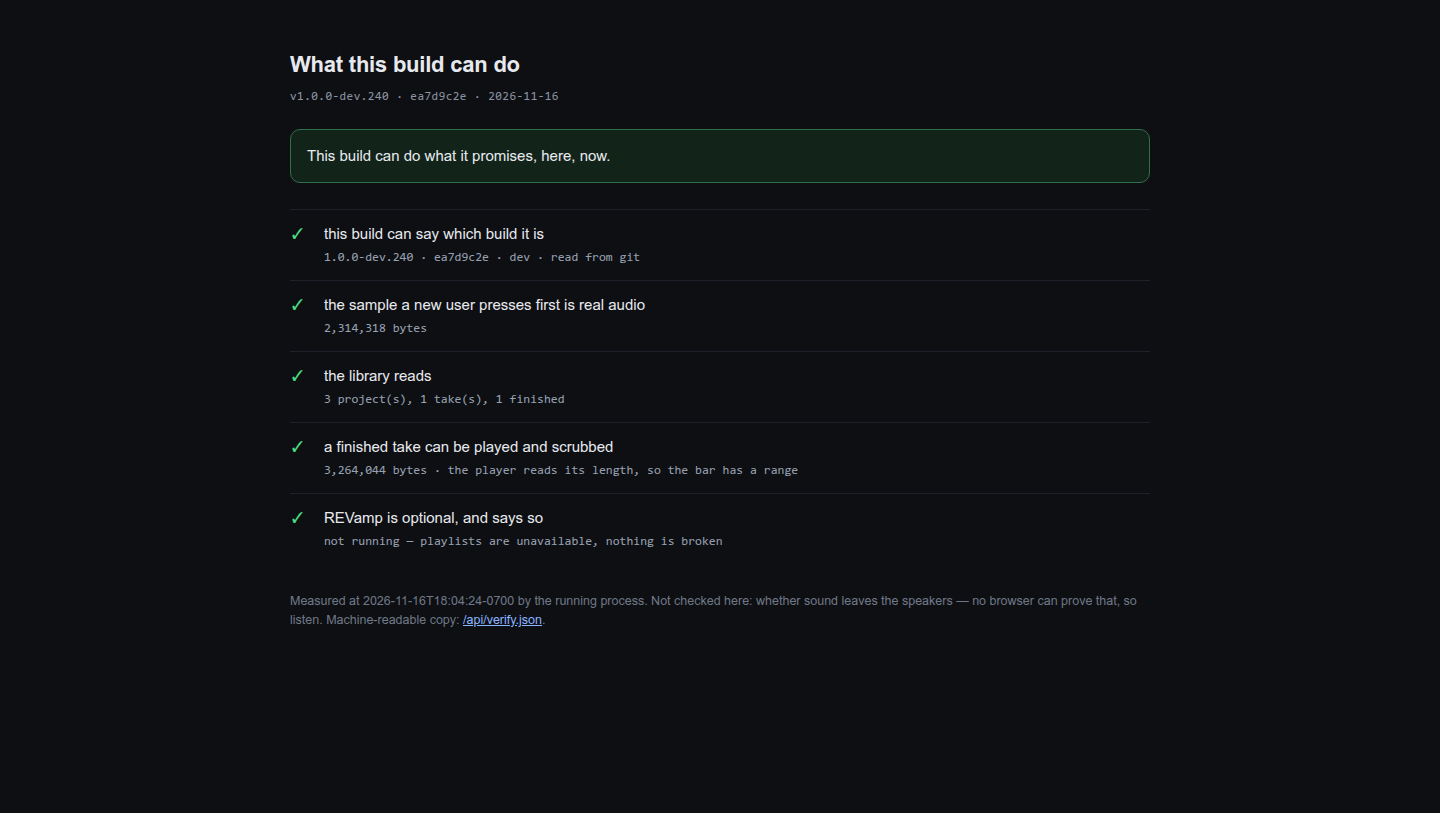 What this build can do
v1.0.0-dev.240 · ea7d9c2e · 2026-11-16
This build can do what it promises, here, now.
✓ this build can say which build it is
1.0.0-dev.240 · ea7d9c2e · dev · read from git
✓ the sample a new user presses first is real audio
2,314,318 bytes
✓ the library reads
3 project(s), 1 take(s), 1 finished
✓ a finished take can be played and scrubbed
3,264,044 bytes · the player reads its length, so the bar has a range
✓ REVamp is optional, and says so
not running — playlists are unavailable, nothing is broken
Measured at 2026-11-16T18:04:24-0700 by the running process. Not checked here: whether sound leaves the speakers — no browser can prove that, so
listen. Machine-readable copy: /api/verify.json.